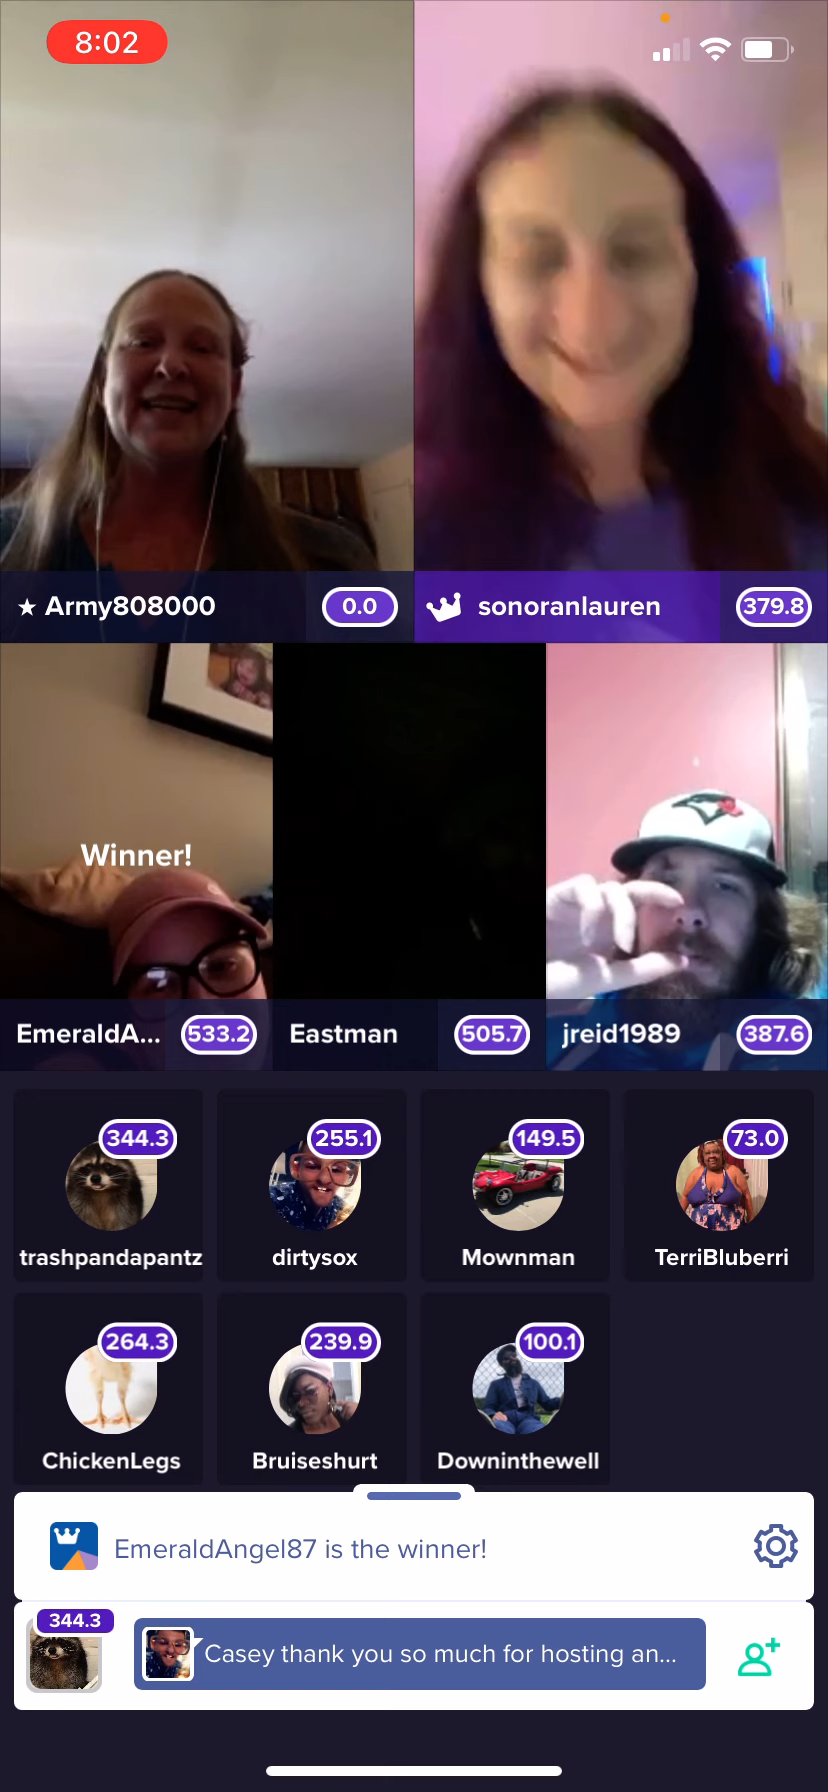 8:02
★ Army808000 0.0
sonoranlauren 379.8
Winner!
EmeraldA... 533.2
Eastman 505.7
jreid1989 387.6
344.3
trashpandapantz
255.1
dirtysox
149.5
Mownman
73.0
TerriBluberri
264.3
ChickenLegs
239.9
Bruiseshurt
100.1
Downinthewell
EmeraldAngel87 is the winner!
344.3
Casey thank you so much for hosting an...